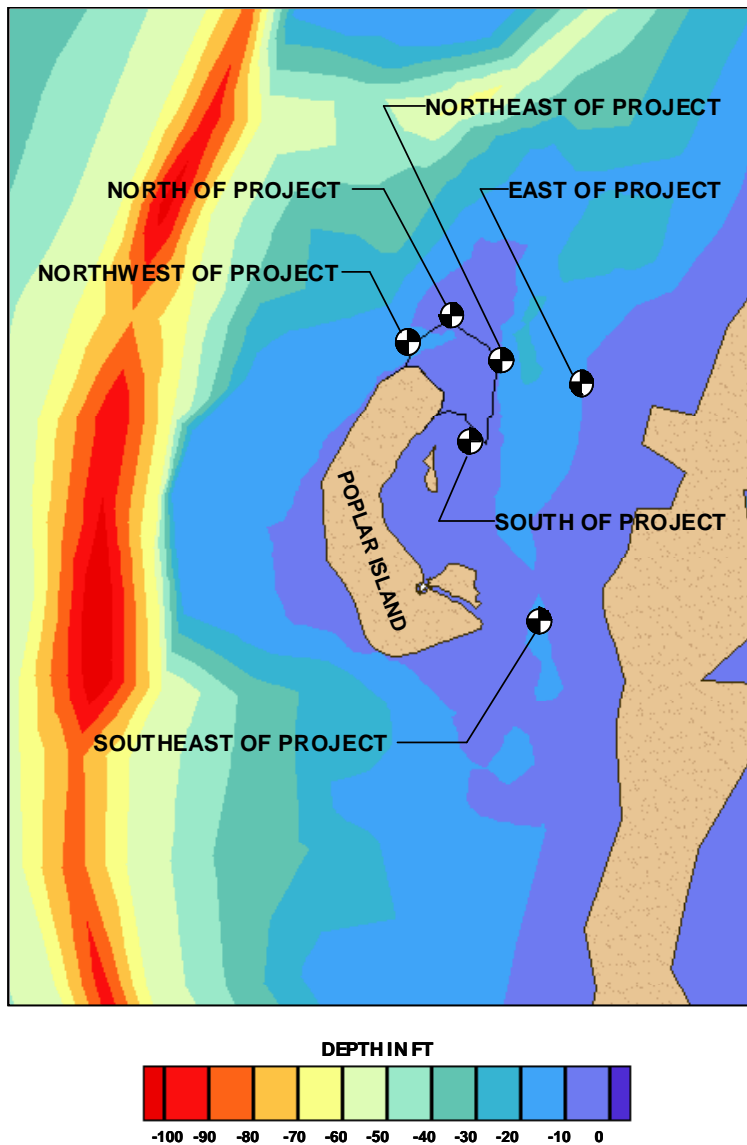 NORTHEAST OF PROJECT
NORTH OF PROJECT
EAST OF PROJECT
NORTHWEST OF PROJECT
POPLAR ISLAND
SOUTH OF PROJECT
SOUTHEAST OF PROJECT
DEPTH IN FT
-100 -90 -80 -70 -60 -50 -40 -30 -20 -10 0